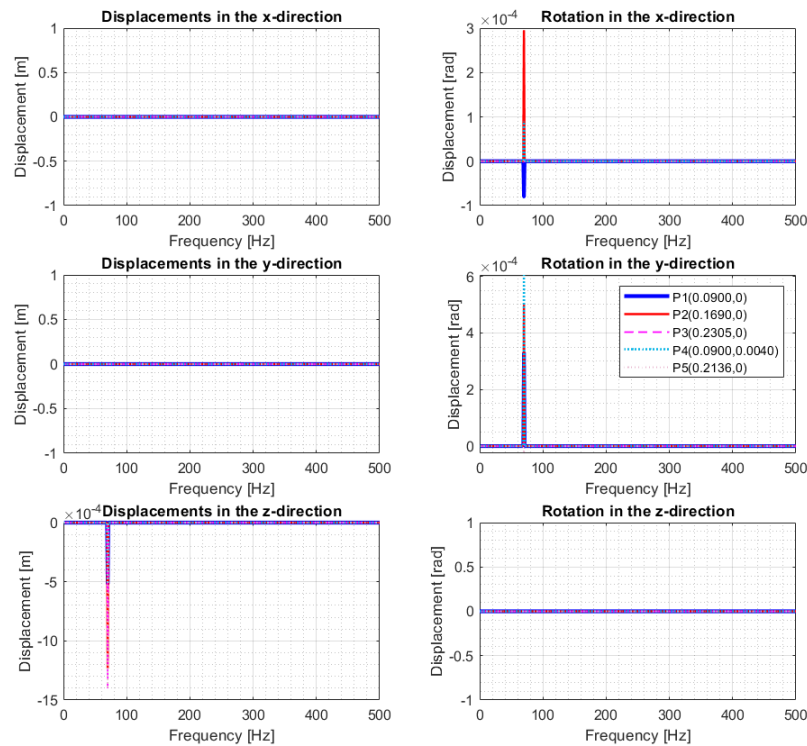 Displacements in the x-direction
Displacement [m]
1
0.5
0
-0.5
-1
0 100 200 300 400 500
Frequency [Hz]
Rotation in the x-direction
×10⁻⁴
Displacement [rad]
3
2
1
0
-1
0 100 200 300 400 500
Frequency [Hz]
Displacements in the y-direction
Displacement [m]
1
0.5
0
-0.5
-1
0 100 200 300 400 500
Frequency [Hz]
Rotation in the y-direction
×10⁻⁴
Displacement [rad]
6
4
2
0
P1(0.0900,0)
P2(0.1690,0)
P3(0.2305,0)
P4(0.0900,0.0040)
P5(0.2136,0)
0 100 200 300 400 500
Frequency [Hz]
Displacements in the z-direction
×10⁻⁴
Displacement [m]
0
-5
-10
-15
0 100 200 300 400 500
Frequency [Hz]
Rotation in the z-direction
Displacement [rad]
1
0.5
0
-0.5
-1
0 100 200 300 400 500
Frequency [Hz]